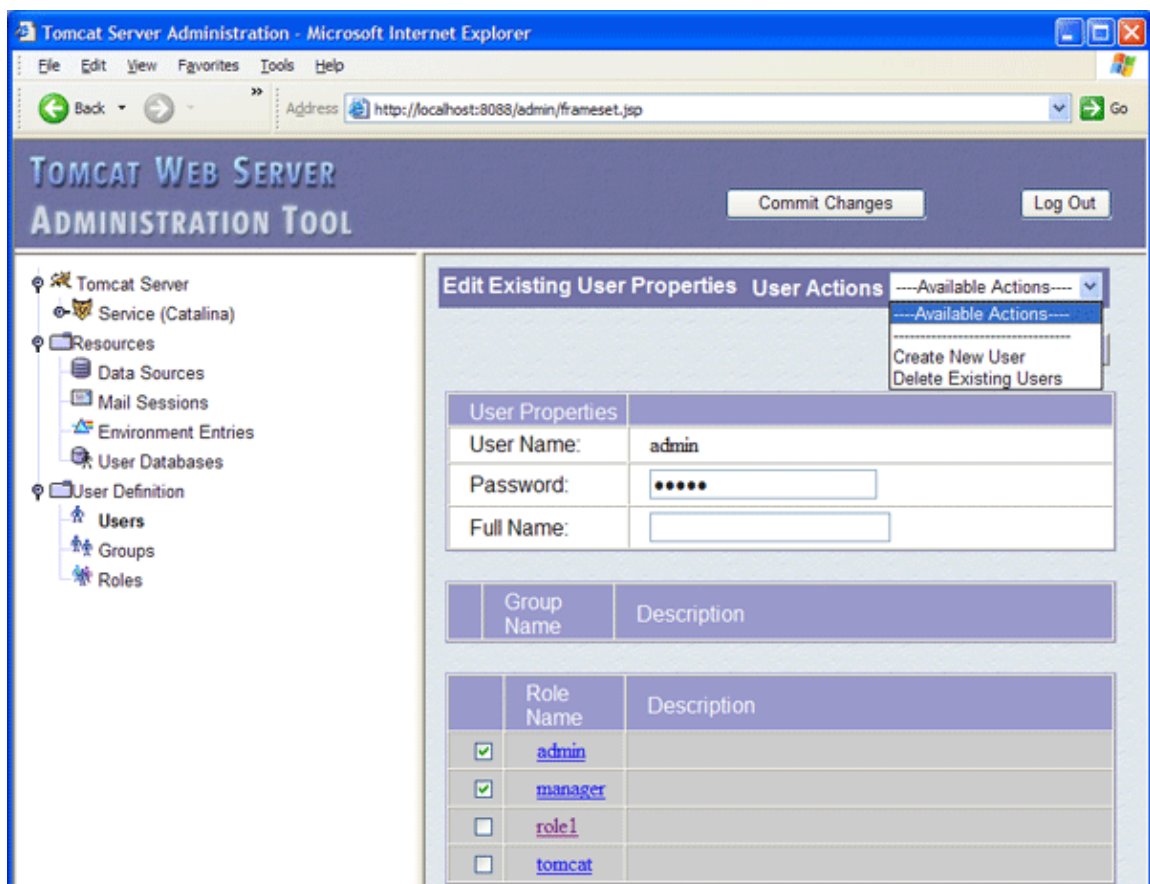 Tomcat Server Administration - Microsoft Internet Explorer
File Edit View Favorites Tools Help
Back » Address http://localhost:8088/admin/frameset.jsp Go
TOMCAT WEB SERVER
ADMINISTRATION TOOL
Commit Changes Log Out
Tomcat Server
Service (Catalina)
Resources
Data Sources
Mail Sessions
Environment Entries
User Databases
User Definition
Users
Groups
Roles
Edit Existing User Properties User Actions ----Available Actions----
----Available Actions----
-----------------------------------
Create New User
Delete Existing Users
User Properties
User Name: admin
Password: •••••
Full Name:
Group Name Description
Role Name Description
admin
manager
role1
tomcat